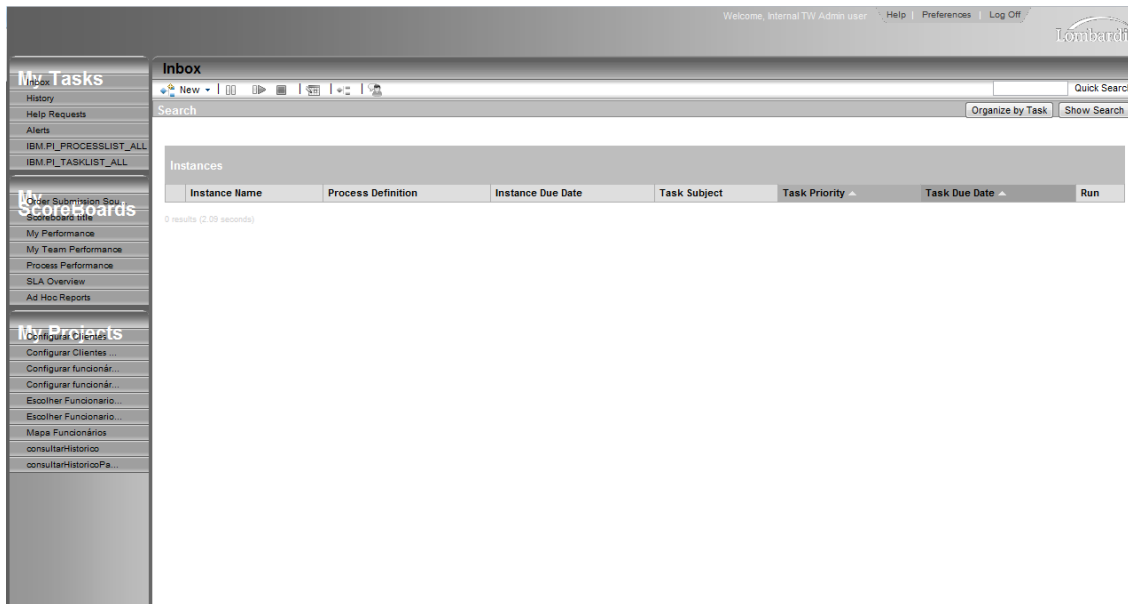 Welcome, Internal TW Admin user Help | Preferences | Log Off
Lombardi
My Tasks
Inbox
History
Help Requests
Alerts
IBM.PI_PROCESSLIST_ALL
IBM.PI_TASKLIST_ALL
My ScoreBoards
Order Submission Sou...
Scoreboard title
My Performance
My Team Performance
Process Performance
SLA Overview
Ad Hoc Reports
My Projects
Configurar Clientes
Configurar Clientes ...
Configurar funcionár...
Configurar funcionár...
Escolher Funcionario...
Escolher Funcionario...
Mapa Funcionários
consultarHistorico
consultarHistoricoPa...
Inbox
New
Quick Search
Search
Organize by Task Show Search
Instances
Instance Name Process Definition Instance Due Date Task Subject Task Priority Task Due Date Run
0 results (2.09 seconds)